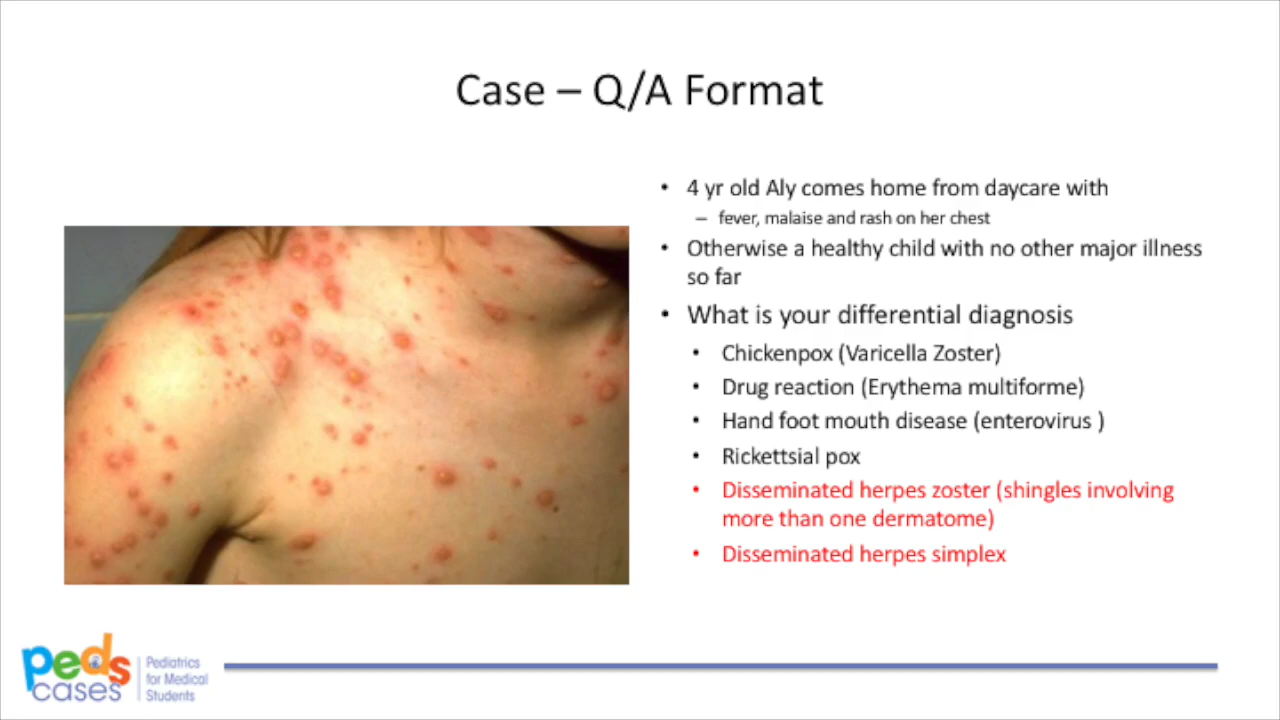 Case – Q/A Format
• 4 yr old Aly comes home from daycare with
– fever, malaise and rash on her chest
• Otherwise a healthy child with no other major illness
so far
• What is your differential diagnosis
• Chickenpox (Varicella Zoster)
• Drug reaction (Erythema multiforme)
• Hand foot mouth disease (enterovirus )
• Rickettsial pox
• Disseminated herpes zoster (shingles involving
more than one dermatome)
• Disseminated herpes simplex
peds
cases
Pediatrics
for Medical
Students